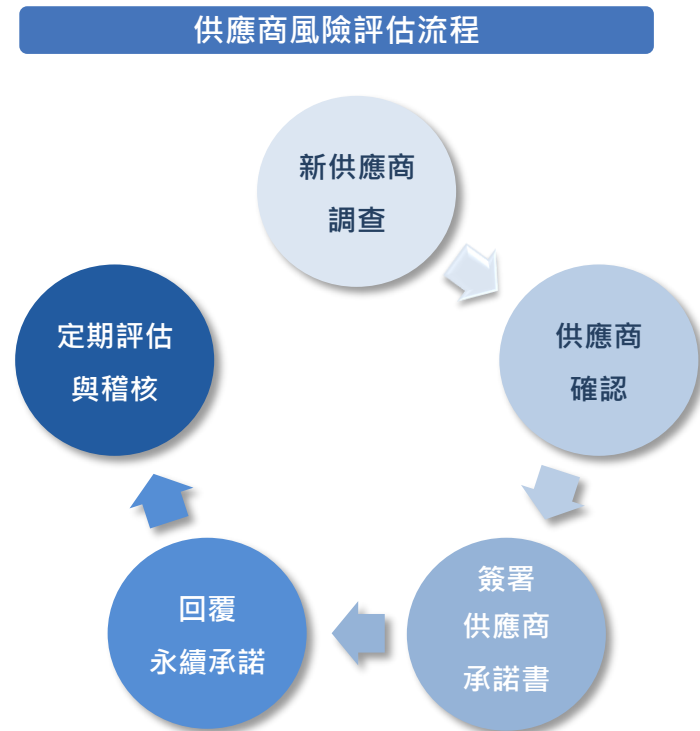 供應商風險評估流程
新供應商
調查
供應商
確認
簽署
供應商
承諾書
回覆
永續承諾
定期評估
與稽核